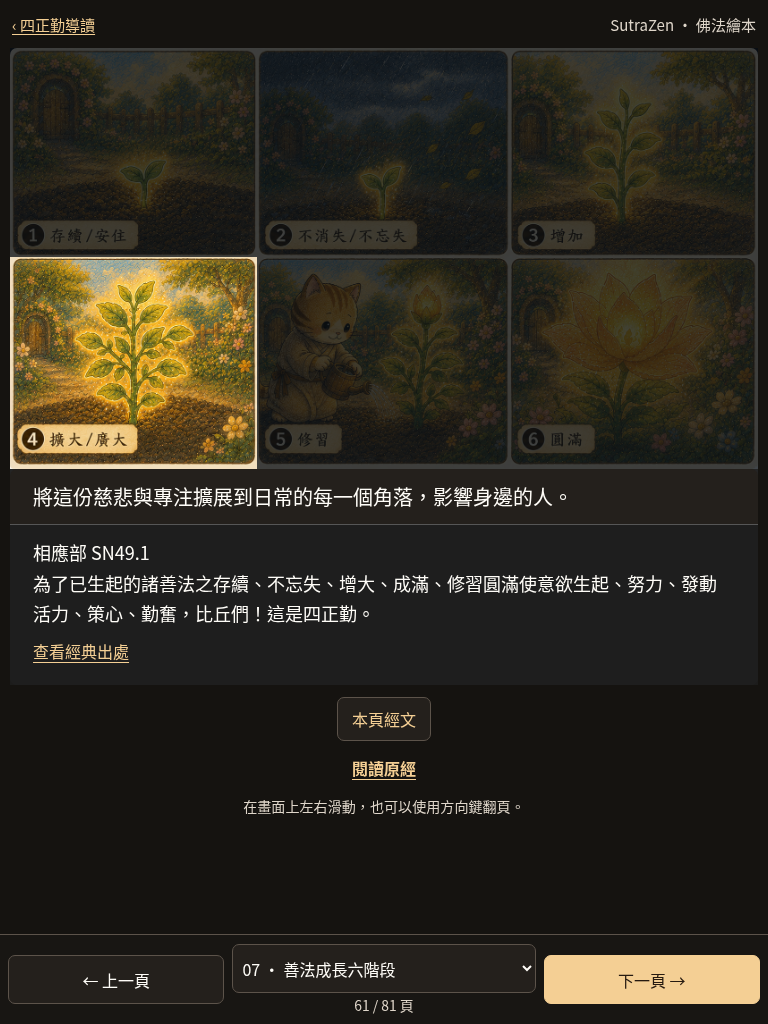 ‹ 四正勤導讀
SutraZen ・ 佛法繪本
1 存續/安住
2 不消失/不忘失
3 增加
4 擴大/廣大
5 修習
6 圓滿
將這份慈悲與專注擴展到日常的每一個角落，影響身邊的人。
相應部 SN49.1
為了已生起的諸善法之存續、不忘失、增大、成滿、修習圓滿使意欲生起、努力、發動
活力、策心、勤奮，比丘們！這是四正勤。
查看經典出處
本頁經文
閱讀原經
在畫面上左右滑動，也可以使用方向鍵翻頁。
← 上一頁
07 ・ 善法成長六階段
61 / 81 頁
下一頁 →